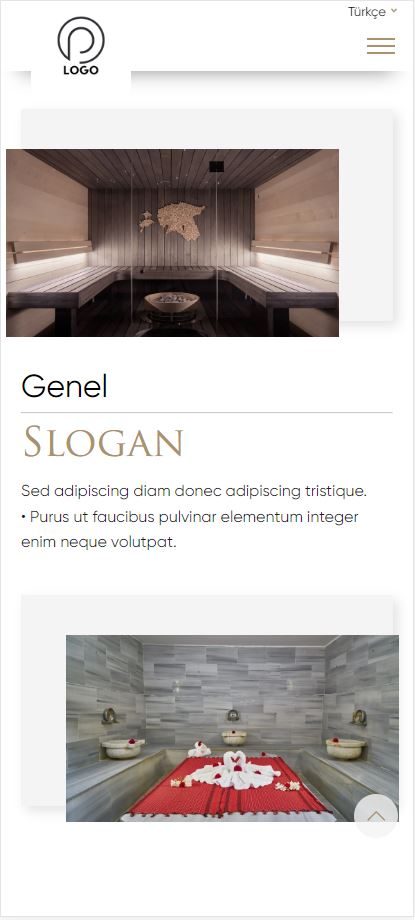 Türkçe
LOGO
Genel
SLOGAN
Sed adipiscing diam donec adipiscing tristique.
• Purus ut faucibus pulvinar elementum integer
enim neque volutpat.